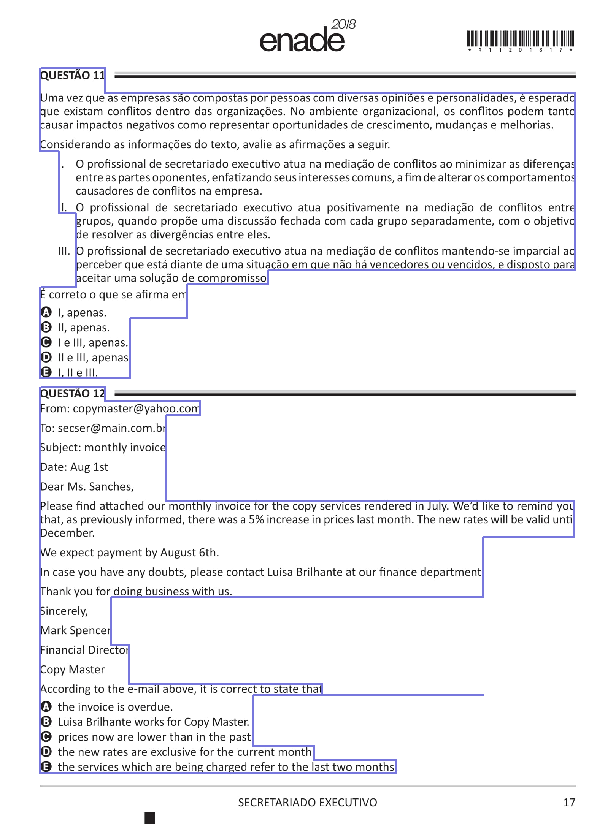 enade 2018
*R17201817*
QUESTÃO 11
Uma vez que as empresas são compostas por pessoas com diversas opiniões e personalidades, é esperado
que existam conflitos dentro das organizações. No ambiente organizacional, os conflitos podem tanto
causar impactos negativos como representar oportunidades de crescimento, mudanças e melhorias.
Considerando as informações do texto, avalie as afirmações a seguir.
I. O profissional de secretariado executivo atua na mediação de conflitos ao minimizar as diferenças
entre as partes oponentes, enfatizando seus interesses comuns, a fim de alterar os comportamentos
causadores de conflitos na empresa.
II. O profissional de secretariado executivo atua positivamente na mediação de conflitos entre
grupos, quando propõe uma discussão fechada com cada grupo separadamente, com o objetivo
de resolver as divergências entre eles.
III. O profissional de secretariado executivo atua na mediação de conflitos mantendo-se imparcial ao
perceber que está diante de uma situação em que não há vencedores ou vencidos, e disposto para
aceitar uma solução de compromisso.
É correto o que se afirma em
A I, apenas.
B II, apenas.
C I e III, apenas.
D II e III, apenas.
E I, II e III.
QUESTÃO 12
From: copymaster@yahoo.com
To: secser@main.com.br
Subject: monthly invoice
Date: Aug 1st
Dear Ms. Sanches,
Please find attached our monthly invoice for the copy services rendered in July. We'd like to remind you
that, as previously informed, there was a 5% increase in prices last month. The new rates will be valid until
December.
We expect payment by August 6th.
In case you have any doubts, please contact Luisa Brilhante at our finance department.
Thank you for doing business with us.
Sincerely,
Mark Spencer
Financial Director
Copy Master
According to the e-mail above, it is correct to state that
A the invoice is overdue.
B Luisa Brilhante works for Copy Master.
C prices now are lower than in the past.
D the new rates are exclusive for the current month.
E the services which are being charged refer to the last two months.
SECRETARIADO EXECUTIVO 17